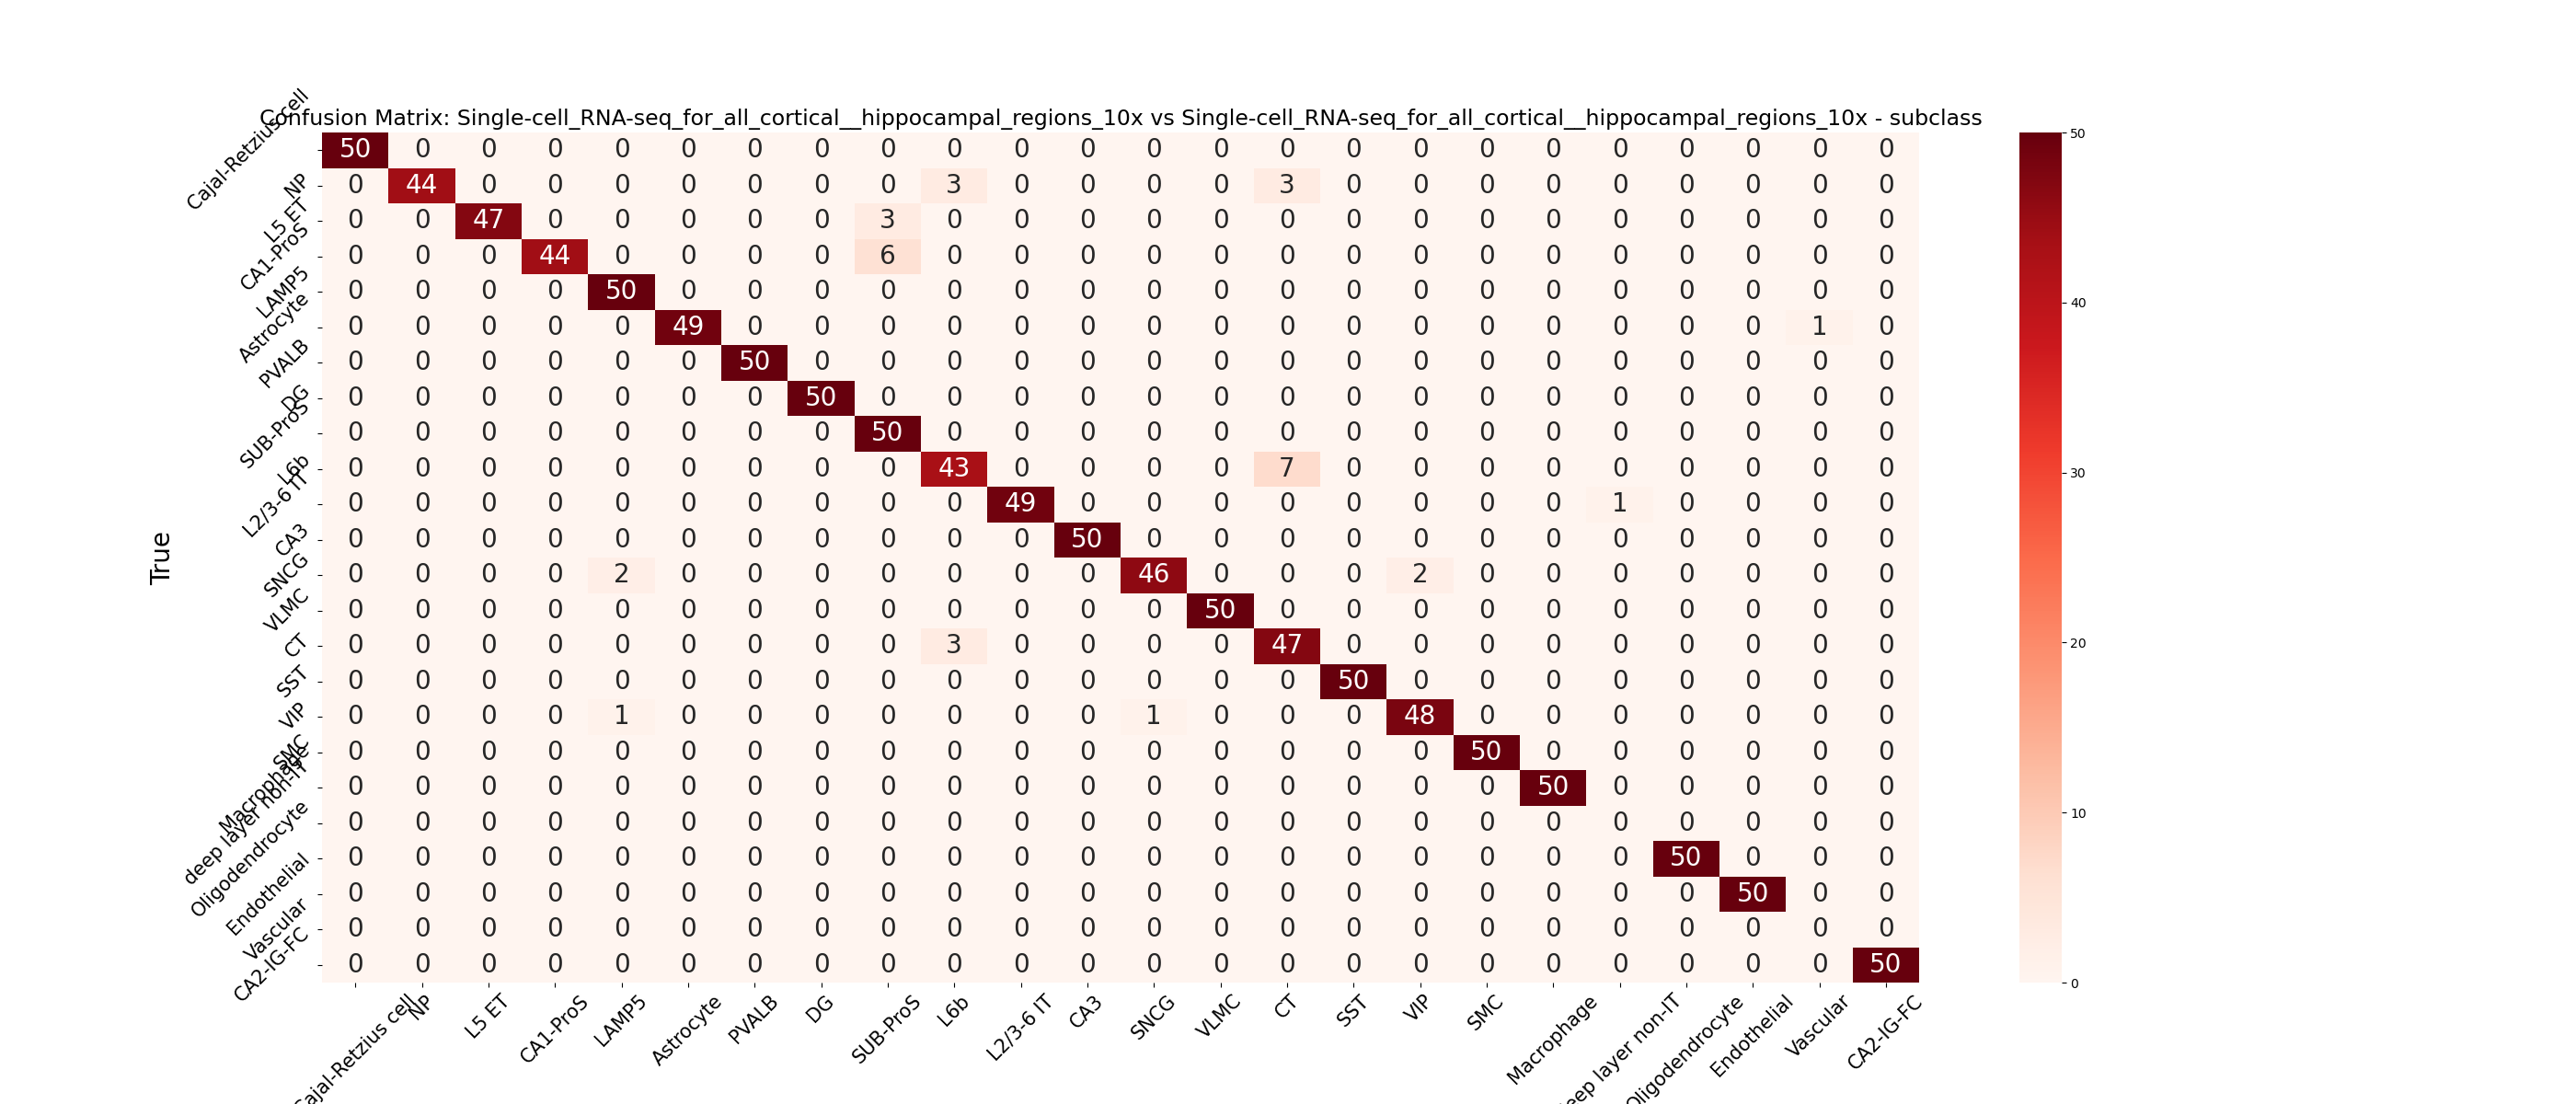 Confusion Matrix: Single-cell_RNA-seq_for_all_cortical__hippocampal_regions_10x vs Single-cell_RNA-seq_for_all_cortical__hippocampal_regions_10x - subclass
True
Cajal-Retzius cell 50 0 0 0 0 0 0 0 0 0 0 0 0 0 0 0 0 0 0 0 0 0 0 0
NP 0 44 0 0 0 0 0 0 0 3 0 0 0 0 3 0 0 0 0 0 0 0 0 0
L5 ET 0 0 47 0 0 0 0 0 3 0 0 0 0 0 0 0 0 0 0 0 0 0 0 0
CA1-ProS 0 0 0 44 0 0 0 0 6 0 0 0 0 0 0 0 0 0 0 0 0 0 0 0
LAMP5 0 0 0 0 50 0 0 0 0 0 0 0 0 0 0 0 0 0 0 0 0 0 0 0
Astrocyte 0 0 0 0 0 49 0 0 0 0 0 0 0 0 0 0 0 0 0 0 0 0 1 0
PVALB 0 0 0 0 0 0 50 0 0 0 0 0 0 0 0 0 0 0 0 0 0 0 0 0
DG 0 0 0 0 0 0 0 50 0 0 0 0 0 0 0 0 0 0 0 0 0 0 0 0
SUB-ProS 0 0 0 0 0 0 0 0 50 0 0 0 0 0 0 0 0 0 0 0 0 0 0 0
L6b 0 0 0 0 0 0 0 0 0 43 0 0 0 0 7 0 0 0 0 0 0 0 0 0
L2/3-6 IT 0 0 0 0 0 0 0 0 0 0 49 0 0 0 0 0 0 0 0 1 0 0 0 0
CA3 0 0 0 0 0 0 0 0 0 0 0 50 0 0 0 0 0 0 0 0 0 0 0 0
SNCG 0 0 0 0 2 0 0 0 0 0 0 0 46 0 0 0 2 0 0 0 0 0 0 0
VLMC 0 0 0 0 0 0 0 0 0 0 0 0 0 50 0 0 0 0 0 0 0 0 0 0
CT 0 0 0 0 0 0 0 0 0 3 0 0 0 0 47 0 0 0 0 0 0 0 0 0
SST 0 0 0 0 0 0 0 0 0 0 0 0 0 0 0 50 0 0 0 0 0 0 0 0
VIP 0 0 0 0 1 0 0 0 0 0 0 0 1 0 0 0 48 0 0 0 0 0 0 0
SMC 0 0 0 0 0 0 0 0 0 0 0 0 0 0 0 0 0 50 0 0 0 0 0 0
Macrophage 0 0 0 0 0 0 0 0 0 0 0 0 0 0 0 0 0 0 50 0 0 0 0 0
deep layer non-IT 0 0 0 0 0 0 0 0 0 0 0 0 0 0 0 0 0 0 0 0 0 0 0 0
Oligodendrocyte 0 0 0 0 0 0 0 0 0 0 0 0 0 0 0 0 0 0 0 0 50 0 0 0
Endothelial 0 0 0 0 0 0 0 0 0 0 0 0 0 0 0 0 0 0 0 0 0 50 0 0
Vascular 0 0 0 0 0 0 0 0 0 0 0 0 0 0 0 0 0 0 0 0 0 0 0 0
CA2-IG-FC 0 0 0 0 0 0 0 0 0 0 0 0 0 0 0 0 0 0 0 0 0 0 0 50
Cajal-Retzius cell NP L5 ET CA1-ProS LAMP5 Astrocyte PVALB DG SUB-ProS L6b L2/3-6 IT CA3 SNCG VLMC CT SST VIP SMC Macrophage eep layer non-IT Oligodendrocyte Endothelial Vascular CA2-IG-FC
50
40
30
20
10
0